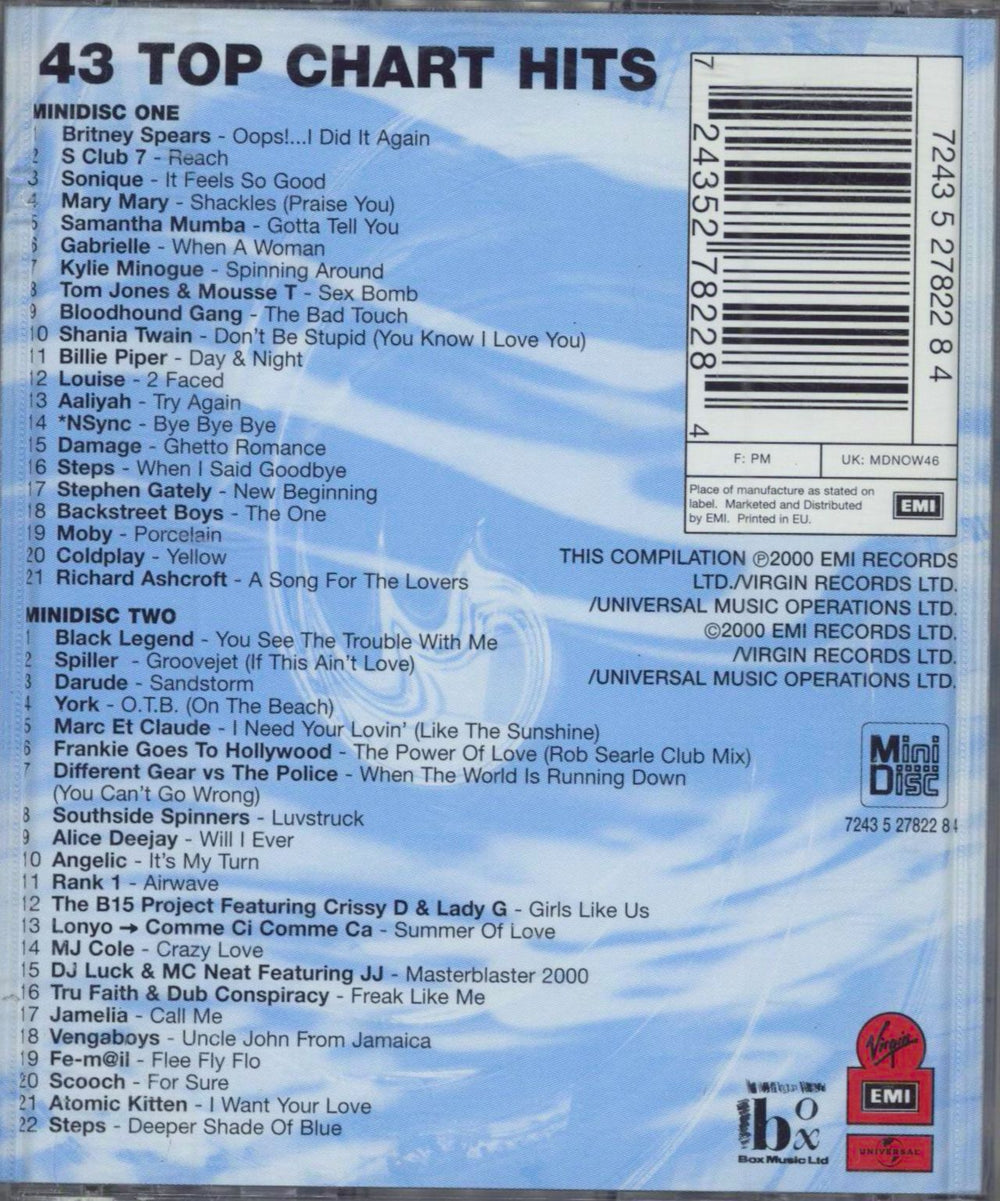 43 TOP CHART HITS
MINIDISC ONE
1 Britney Spears - Oops!...I Did It Again
2 S Club 7 - Reach
3 Sonique - It Feels So Good
4 Mary Mary - Shackles (Praise You)
5 Samantha Mumba - Gotta Tell You
6 Gabrielle - When A Woman
7 Kylie Minogue - Spinning Around
8 Tom Jones & Mousse T - Sex Bomb
9 Bloodhound Gang - The Bad Touch
10 Shania Twain - Don't Be Stupid (You Know I Love You)
11 Billie Piper - Day & Night
12 Louise - 2 Faced
13 Aaliyah - Try Again
14 *NSync - Bye Bye Bye
15 Damage - Ghetto Romance
16 Steps - When I Said Goodbye
17 Stephen Gately - New Beginning
18 Backstreet Boys - The One
19 Moby - Porcelain
20 Coldplay - Yellow
21 Richard Ashcroft - A Song For The Lovers
MINIDISC TWO
1 Black Legend - You See The Trouble With Me
2 Spiller - Groovejet (If This Ain't Love)
3 Darude - Sandstorm
4 York - O.T.B. (On The Beach)
5 Marc Et Claude - I Need Your Lovin' (Like The Sunshine)
6 Frankie Goes To Hollywood - The Power Of Love (Rob Searle Club Mix)
7 Different Gear vs The Police - When The World Is Running Down
(You Can't Go Wrong)
8 Southside Spinners - Luvstruck
9 Alice Deejay - Will I Ever
10 Angelic - It's My Turn
11 Rank 1 - Airwave
12 The B15 Project Featuring Crissy D & Lady G - Girls Like Us
13 Lonyo → Comme Ci Comme Ca - Summer Of Love
14 MJ Cole - Crazy Love
15 DJ Luck & MC Neat Featuring JJ - Masterblaster 2000
16 Tru Faith & Dub Conspiracy - Freak Like Me
17 Jamelia - Call Me
18 Vengaboys - Uncle John From Jamaica
19 Fe-m@il - Flee Fly Flo
20 Scooch - For Sure
21 Atomic Kitten - I Want Your Love
22 Steps - Deeper Shade Of Blue
7 24352 78228 4
7243 5 27822 8 4
F: PM
UK: MDNOW46
Place of manufacture as stated on
label. Marketed and Distributed
by EMI. Printed in EU.
EMI
THIS COMPILATION ℗2000 EMI RECORDS
LTD./VIRGIN RECORDS LTD.
/UNIVERSAL MUSIC OPERATIONS LTD.
©2000 EMI RECORDS LTD.
/VIRGIN RECORDS LTD.
/UNIVERSAL MUSIC OPERATIONS LTD.
Mini
Disc
7243 5 27822 8 4
box
Box Music Ltd
Virgin
EMI
UNIVERSAL